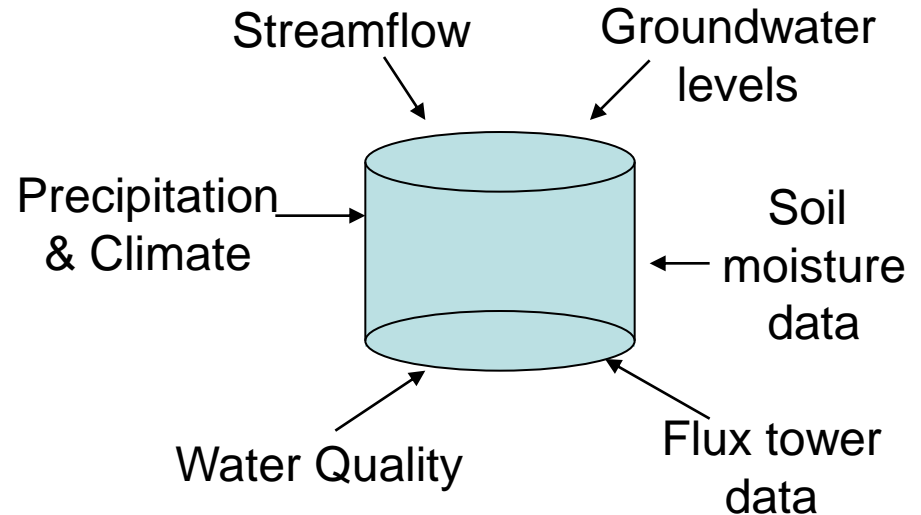 Streamflow
Groundwater
levels
Precipitation
& Climate
Soil
moisture
data
Water Quality
Flux tower
data